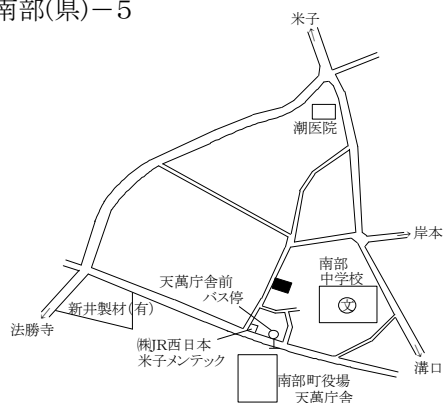 南部(県)−5
米子
潮医院
岸本
天萬庁舎前
バス停
南部
中学校
文
新井製材(有)
法勝寺
㈱JR西日本
米子メンテック
溝口
南部町役場
天萬庁舎